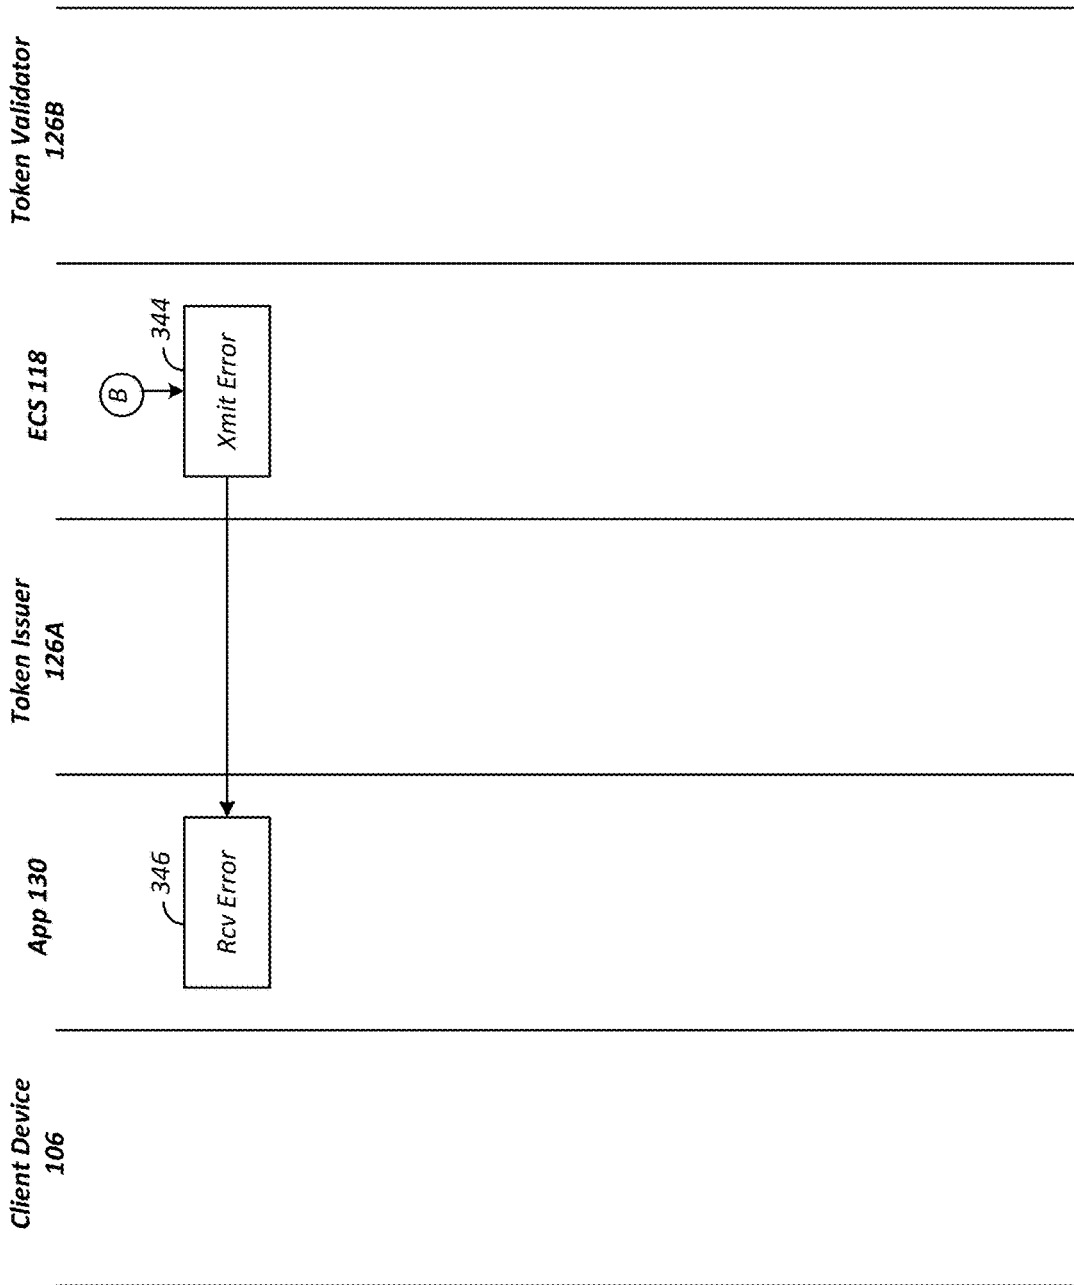 Client Device
106
App 130
Token Issuer
126A
ECS 118
Token Validator
126B
B
346
344
Rcv Error
Xmit Error